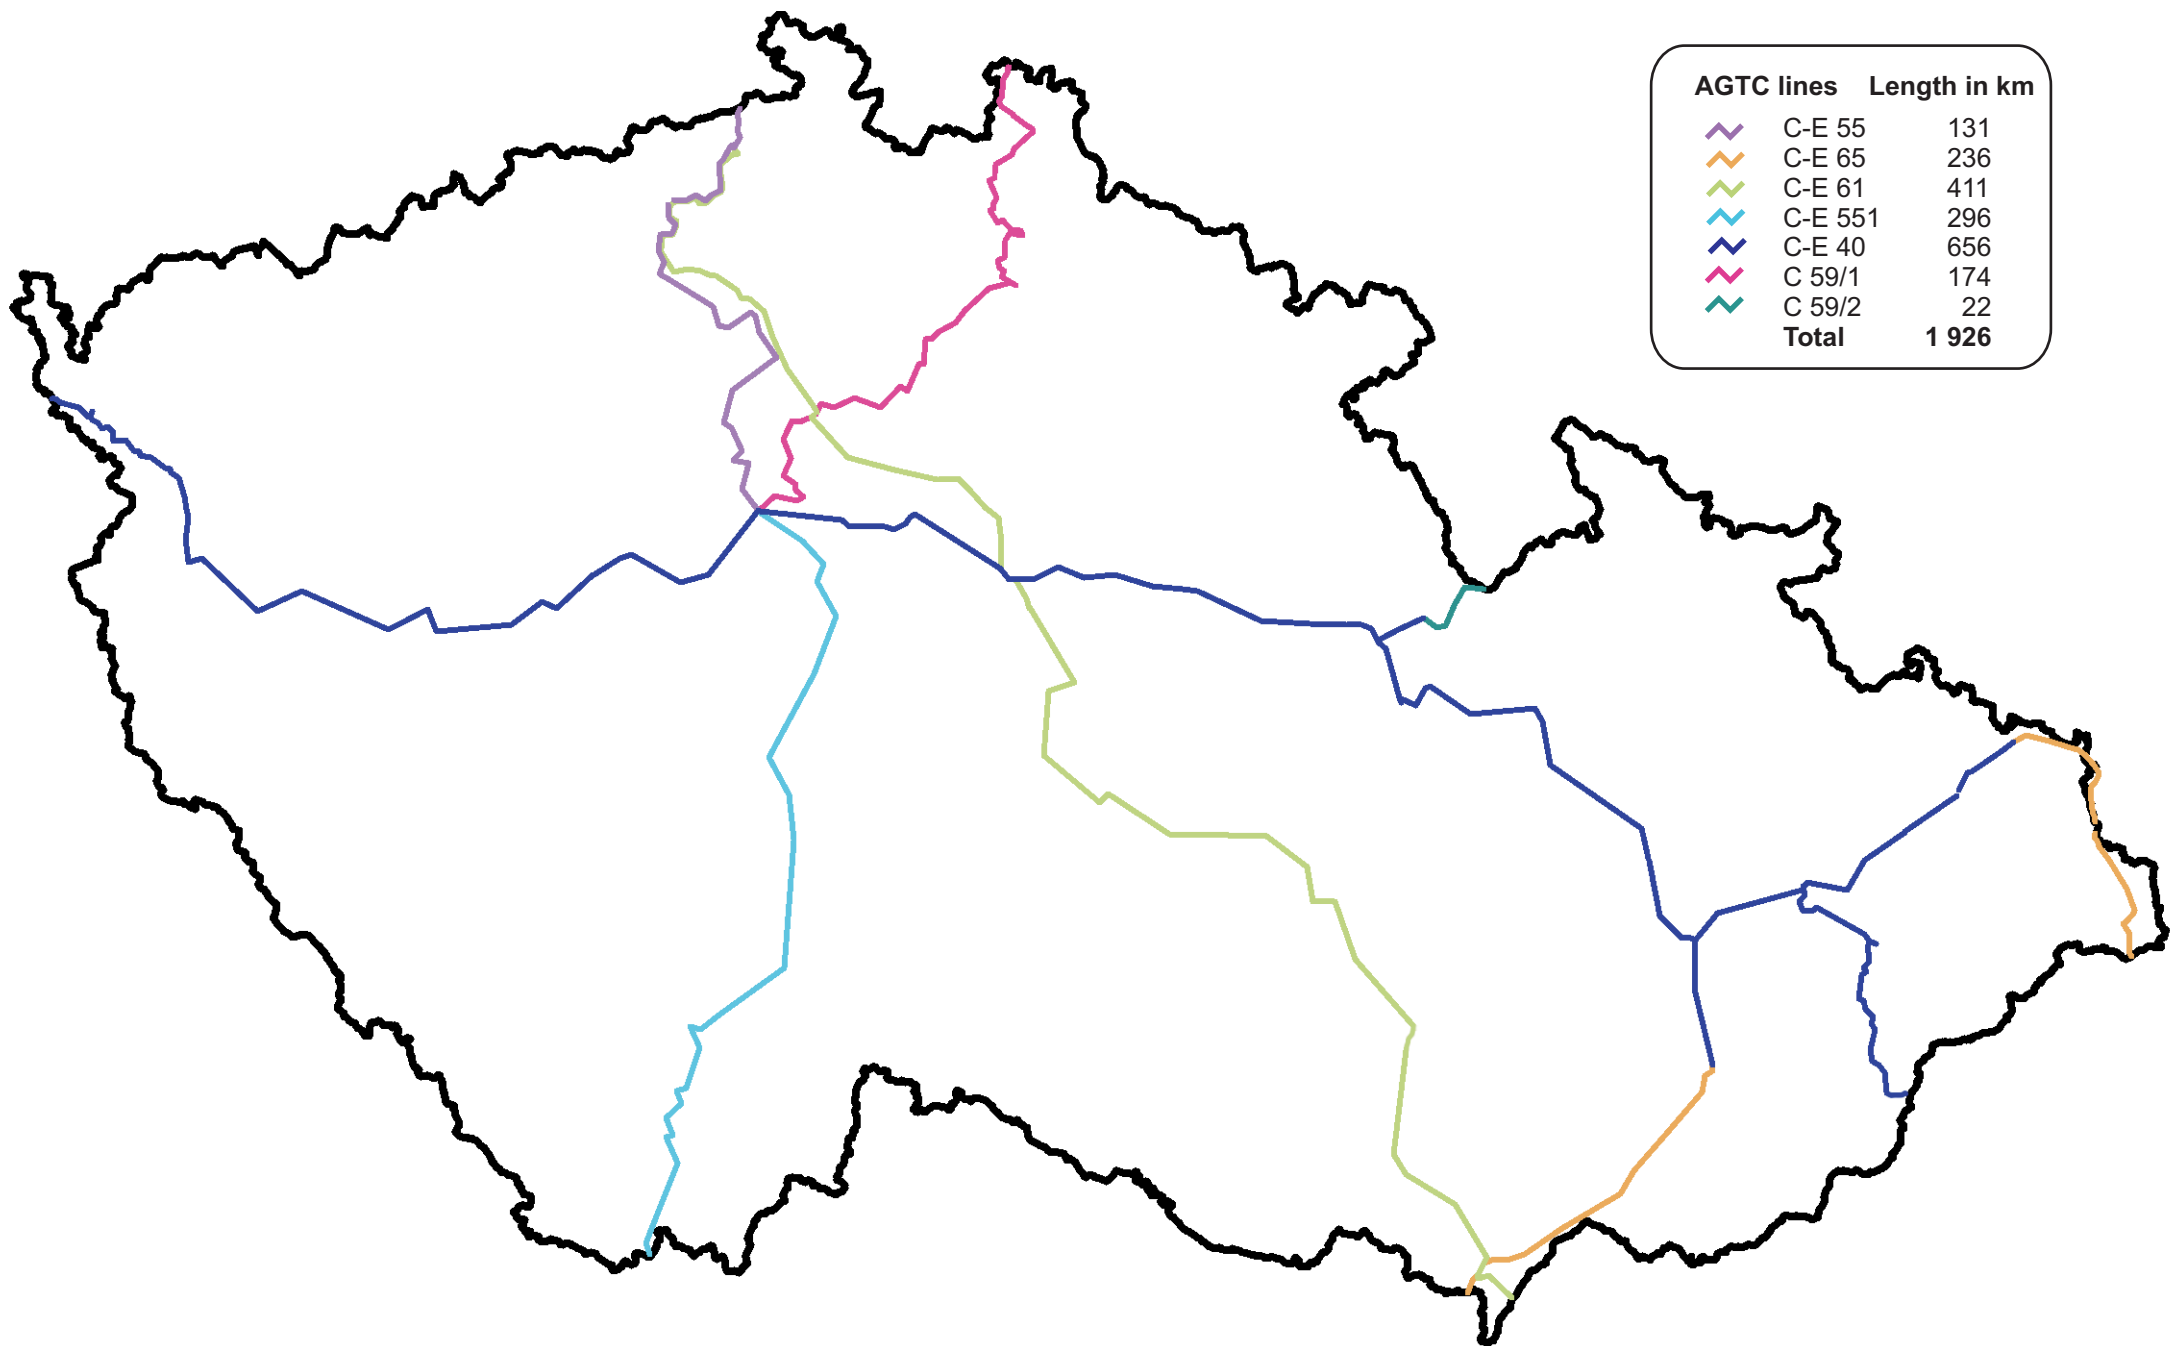 AGTC lines Length in km
C-E 55 131
C-E 65 236
C-E 61 411
C-E 551 296
C-E 40 656
C 59/1 174
C 59/2 22
Total 1 926